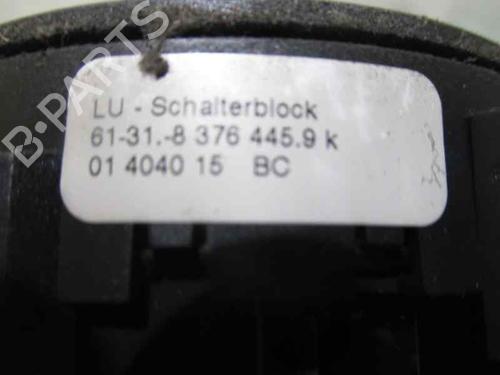 B-PARTS
LU - Schalterblock
61-31.-8 376 445.9 k
01 4040 15 BC